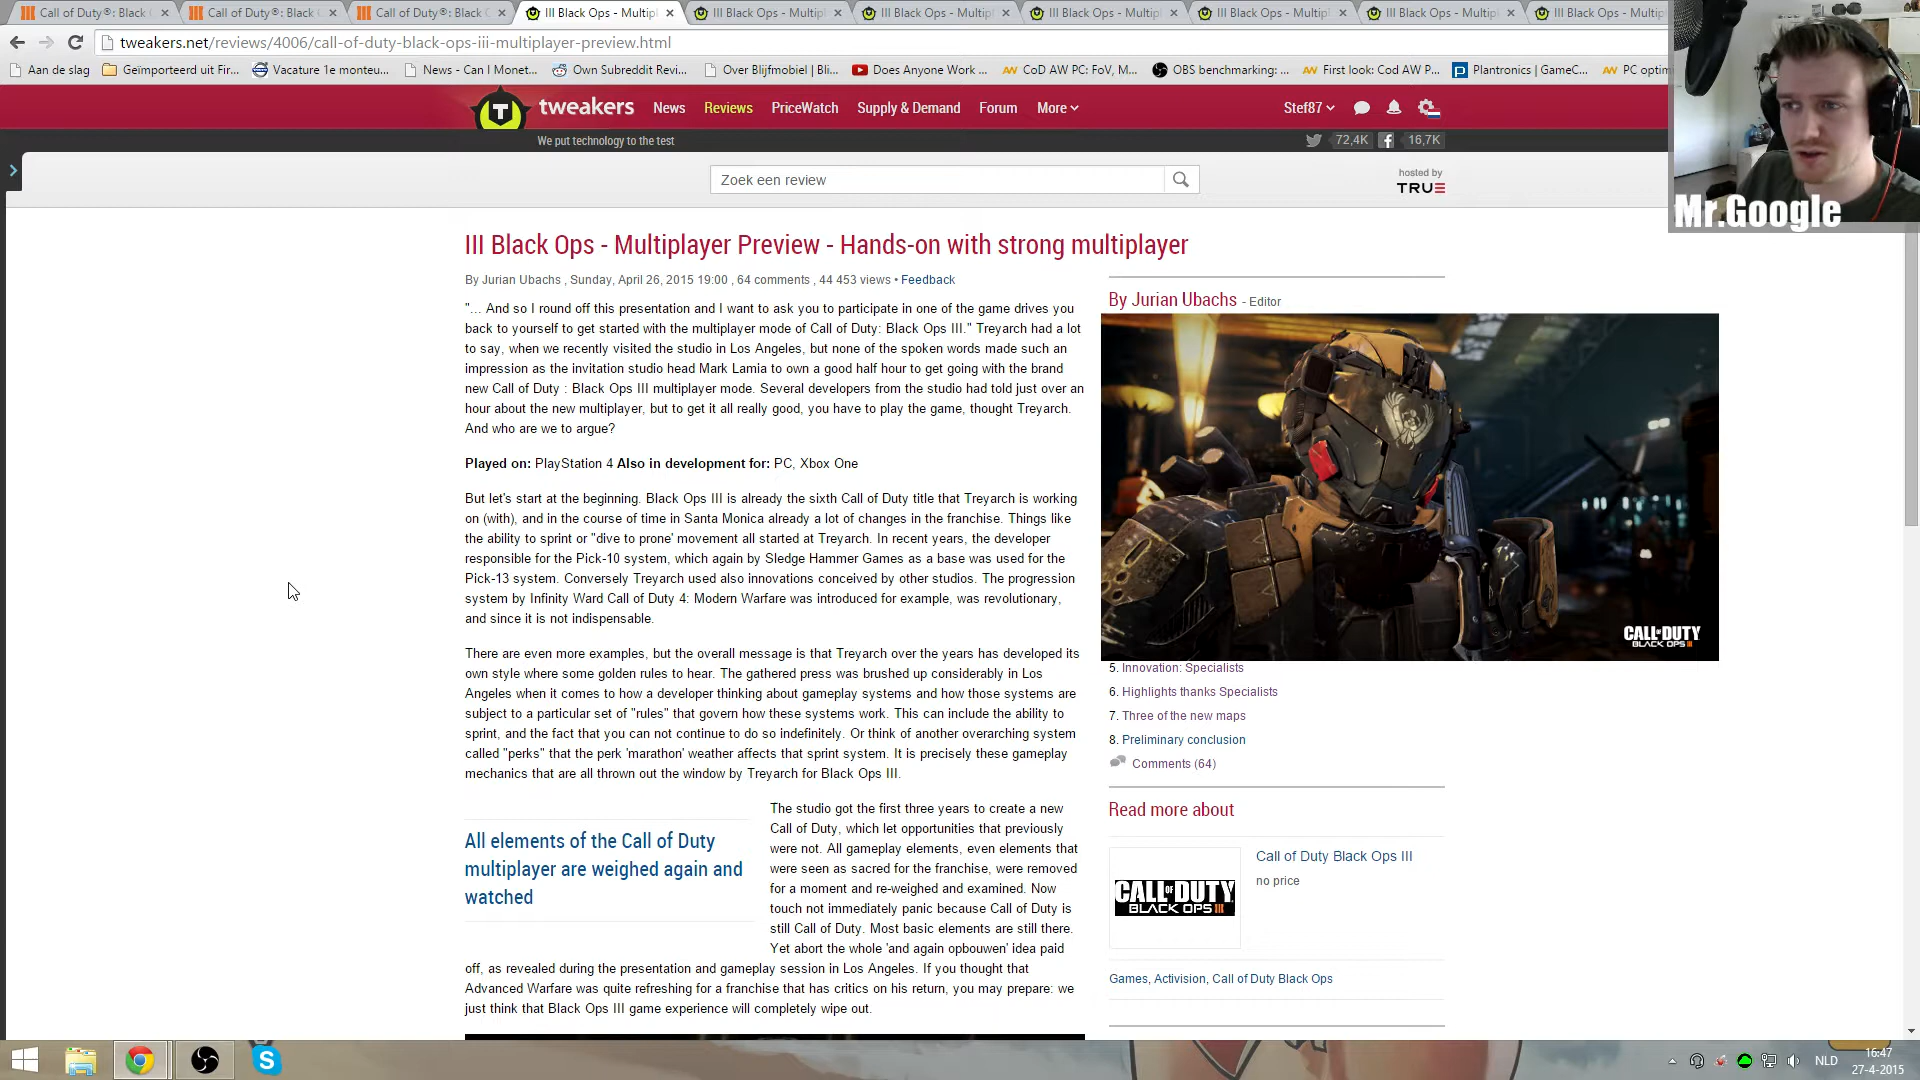 Call of Duty®: Black
Call of Duty®: Black
Call of Duty®: Black
III Black Ops - Multipl
III Black Ops - Multipl
III Black Ops - Multipl
III Black Ops - Multipl
III Black Ops - Multipl
III Black Ops - Multipl
III Black Ops - Multip
tweakers.net/reviews/4006/call-of-duty-black-ops-iii-multiplayer-preview.html
Aan de slag
Geïmporteerd uit Fir...
Vacature 1e monteu...
News - Can I Monet...
Own Subreddit Revi...
Over Blijfmobiel | Bli...
Does Anyone Work ...
CoD AW PC: FoV, M...
OBS benchmarking: ...
First look: Cod AW P...
Plantronics | GameC...
PC optim
tweakers News Reviews PriceWatch Supply & Demand Forum More
Stef87
We put technology to the test
72,4K 16,7K
Zoek een review
hosted by
TRUE
Mr.Google
III Black Ops - Multiplayer Preview - Hands-on with strong multiplayer
By Jurian Ubachs , Sunday, April 26, 2015 19:00 , 64 comments , 44 453 views • Feedback
"... And so I round off this presentation and I want to ask you to participate in one of the game drives you
back to yourself to get started with the multiplayer mode of Call of Duty: Black Ops III." Treyarch had a lot
to say, when we recently visited the studio in Los Angeles, but none of the spoken words made such an
impression as the invitation studio head Mark Lamia to own a good half hour to get going with the brand
new Call of Duty : Black Ops III multiplayer mode. Several developers from the studio had told just over an
hour about the new multiplayer, but to get it all really good, you have to play the game, thought Treyarch.
And who are we to argue?
Played on: PlayStation 4 Also in development for: PC, Xbox One
But let's start at the beginning. Black Ops III is already the sixth Call of Duty title that Treyarch is working
on (with), and in the course of time in Santa Monica already a lot of changes in the franchise. Things like
the ability to sprint or "dive to prone' movement all started at Treyarch. In recent years, the developer
responsible for the Pick-10 system, which again by Sledge Hammer Games as a base was used for the
Pick-13 system. Conversely Treyarch used also innovations conceived by other studios. The progression
system by Infinity Ward Call of Duty 4: Modern Warfare was introduced for example, was revolutionary,
and since it is not indispensable.
There are even more examples, but the overall message is that Treyarch over the years has developed its
own style where some golden rules to hear. The gathered press was brushed up considerably in Los
Angeles when it comes to how a developer thinking about gameplay systems and how those systems are
subject to a particular set of "rules" that govern how these systems work. This can include the ability to
sprint, and the fact that you can not continue to do so indefinitely. Or think of another overarching system
called "perks" that the perk 'marathon' weather affects that sprint system. It is precisely these gameplay
mechanics that are all thrown out the window by Treyarch for Black Ops III.
All elements of the Call of Duty
multiplayer are weighed again and
watched
The studio got the first three years to create a new
Call of Duty, which let opportunities that previously
were not. All gameplay elements, even elements that
were seen as sacred for the franchise, were removed
for a moment and re-weighed and examined. Now
touch not immediately panic because Call of Duty is
still Call of Duty. Most basic elements are still there.
Yet abort the whole 'and again opbouwen' idea paid
off, as revealed during the presentation and gameplay session in Los Angeles. If you thought that
Advanced Warfare was quite refreshing for a franchise that has critics on his return, you may prepare: we
just think that Black Ops III game experience will completely wipe out.
By Jurian Ubachs - Editor
CALL OF DUTY
BLACK OPS III
5. Innovation: Specialists
6. Highlights thanks Specialists
7. Three of the new maps
8. Preliminary conclusion
Comments (64)
Read more about
CALL OF DUTY
BLACK OPS III
Call of Duty Black Ops III
no price
Games, Activision, Call of Duty Black Ops
NLD
16:47
27-4-2015